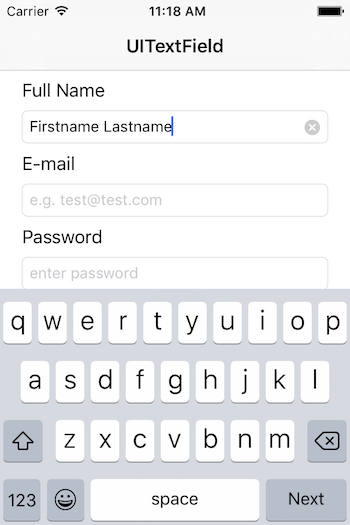 Carrier 11:18 AM
UITextField
Full Name
Firstname Lastname
E-mail
e.g. test@test.com
Password
enter password
q w e r t y u i o p
a s d f g h j k l
z x c v b n m
123 space Next